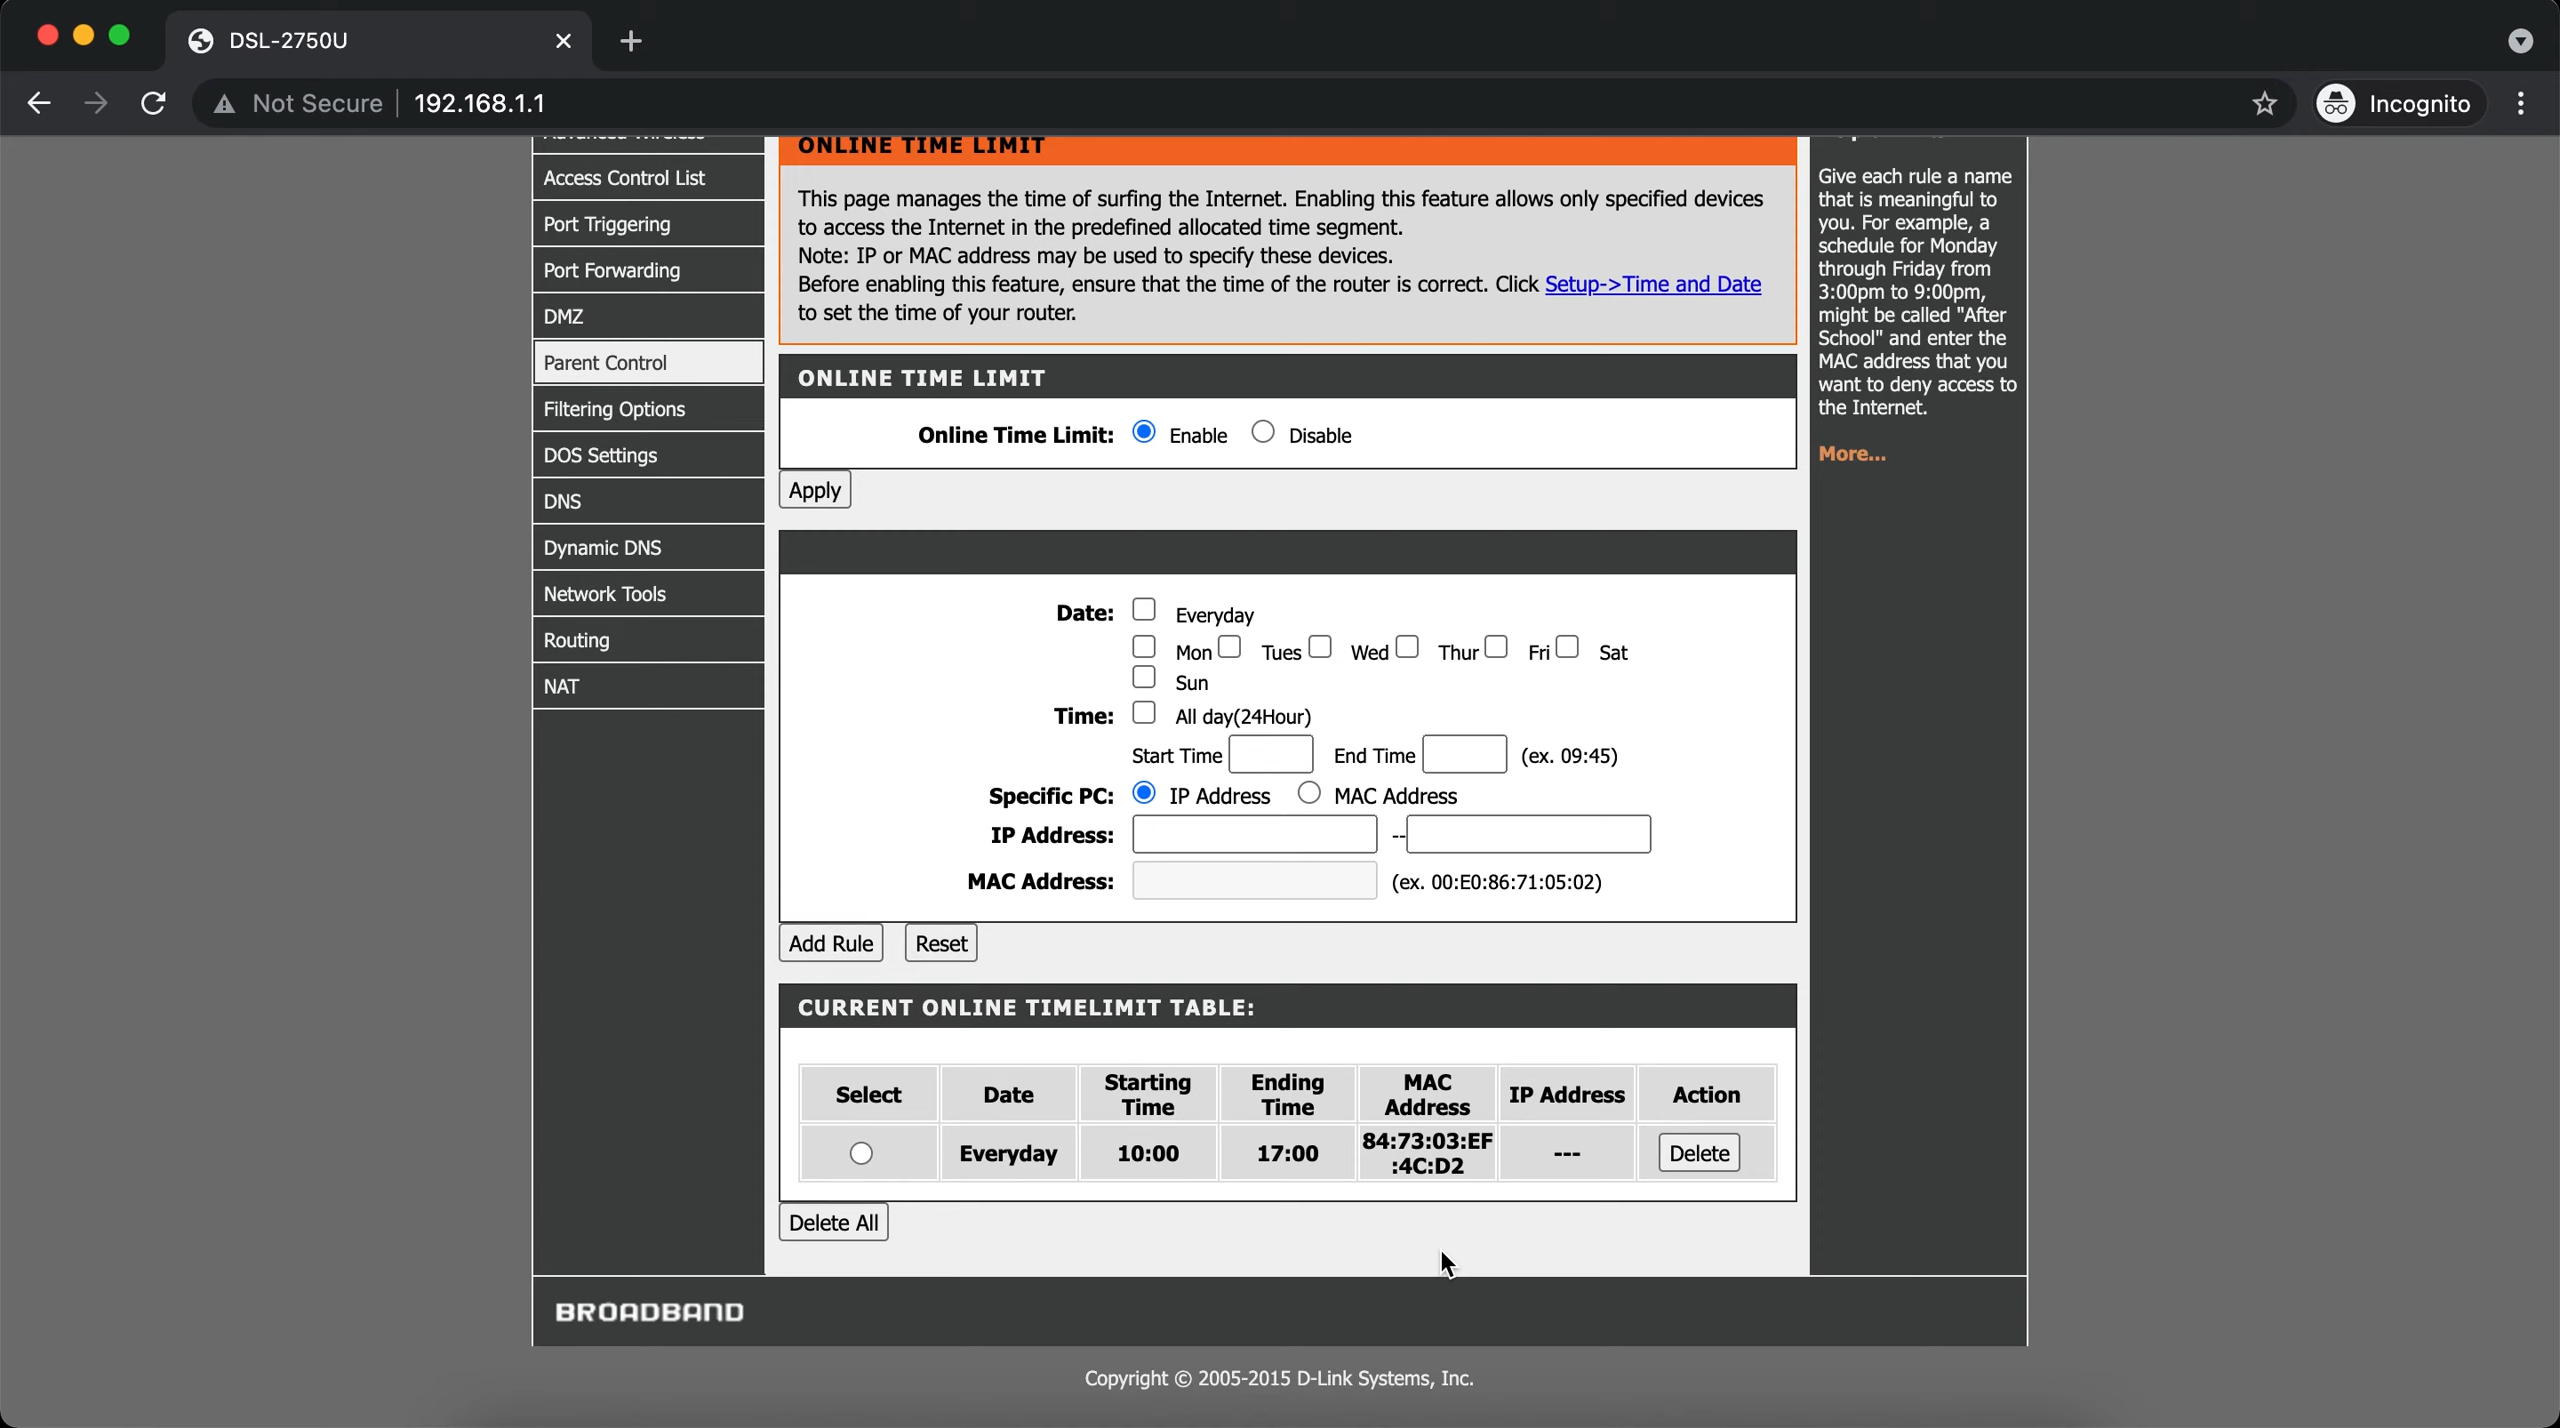 DSL-2750U
Not Secure
192.168.1.1
Incognito
Advanced Wireless
Access Control List
Port Triggering
Port Forwarding
DMZ
Parent Control
Filtering Options
DOS Settings
DNS
Dynamic DNS
Network Tools
Routing
NAT
ONLINE TIME LIMIT
This page manages the time of surfing the Internet. Enabling this feature allows only specified devices
to access the Internet in the predefined allocated time segment.
Note: IP or MAC address may be used to specify these devices.
Before enabling this feature, ensure that the time of the router is correct. Click Setup->Time and Date
to set the time of your router.
ONLINE TIME LIMIT
Online Time Limit: Enable Disable
Apply
Date: Everyday
Mon Tues Wed Thur Fri Sat
Sun
Time: All day(24Hour)
Start Time End Time (ex. 09:45)
Specific PC: IP Address MAC Address
IP Address: --
MAC Address: (ex. 00:E0:86:71:05:02)
Add Rule Reset
CURRENT ONLINE TIMELIMIT TABLE:
Select Date Starting Time Ending Time MAC Address IP Address Action
Everyday 10:00 17:00 84:73:03:EF:4C:D2 --- Delete
Delete All
Give each rule a name
that is meaningful to
you. For example, a
schedule for Monday
through Friday from
3:00pm to 9:00pm,
might be called "After
School" and enter the
MAC address that you
want to deny access to
the Internet.
More...
BROADBAND
Copyright © 2005-2015 D-Link Systems, Inc.